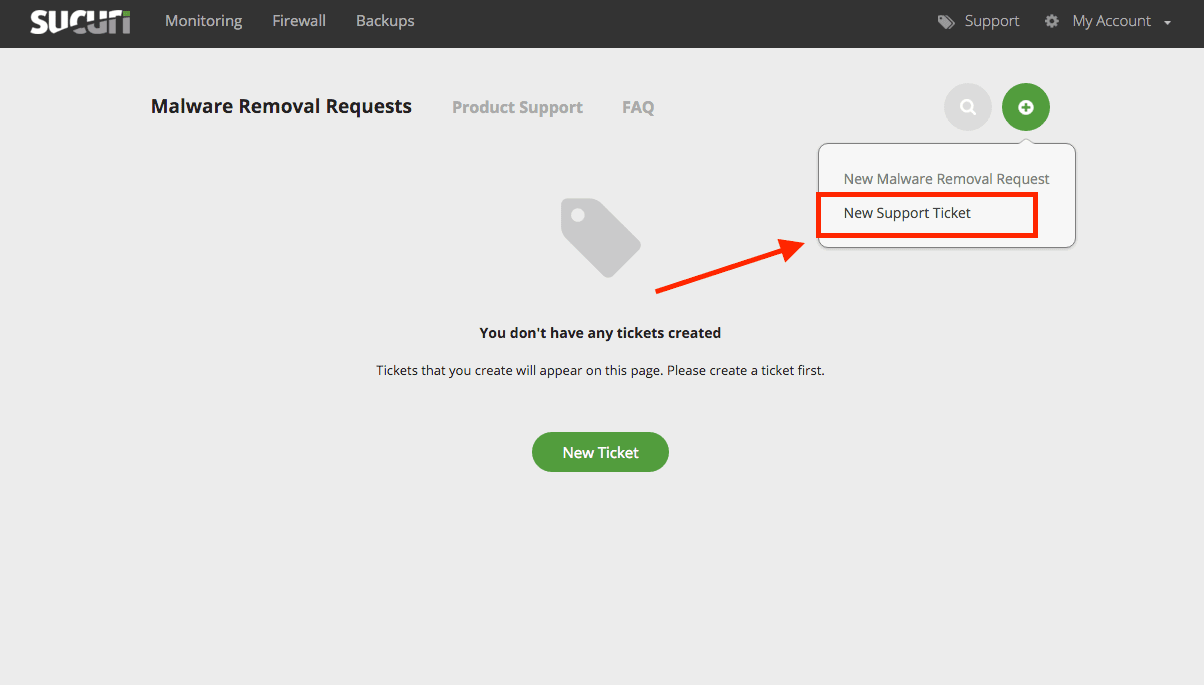 sucuri Monitoring Firewall Backups Support My Account
Malware Removal Requests Product Support FAQ
New Malware Removal Request
New Support Ticket
You don't have any tickets created
Tickets that you create will appear on this page. Please create a ticket first.
New Ticket